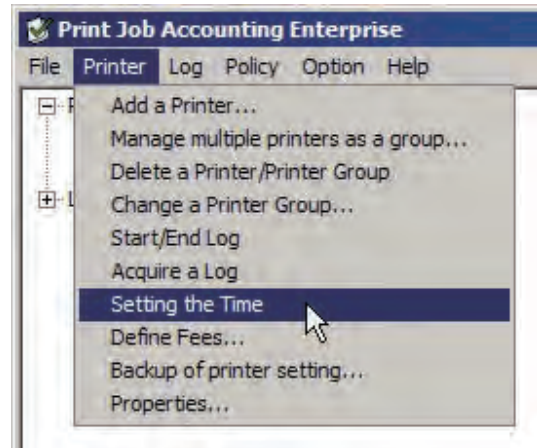 Print Job Accounting Enterprise
File Printer Log Policy Option Help
Add a Printer...
Manage multiple printers as a group...
Delete a Printer/Printer Group
Change a Printer Group...
Start/End Log
Acquire a Log
Setting the Time
Define Fees...
Backup of printer setting...
Properties...